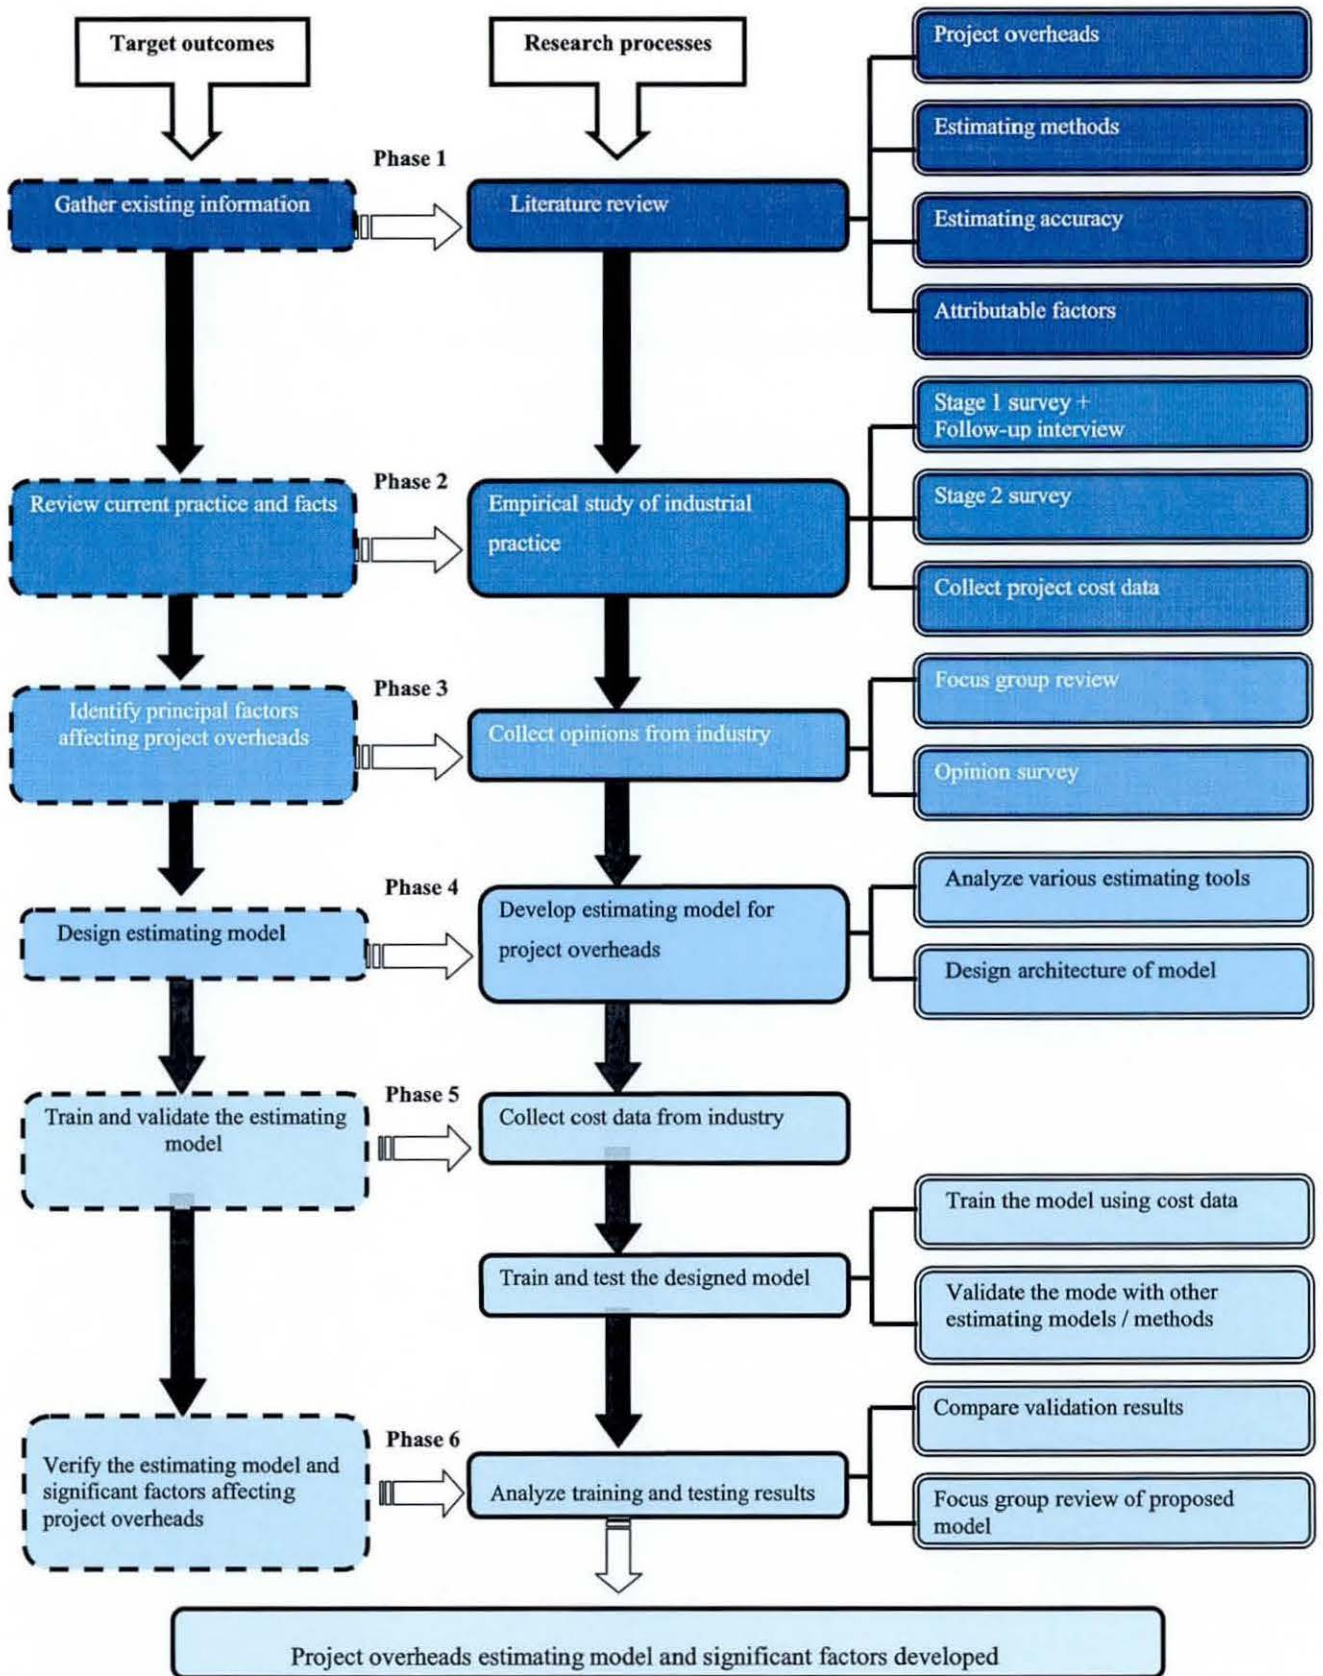 Target outcomes
Research processes
Project overheads
Estimating methods
Phase 1
Gather existing information
Literature review
Estimating accuracy
Attributable factors
Stage 1 survey +
Follow-up interview
Phase 2
Review current practice and facts
Empirical study of industrial
practice
Stage 2 survey
Collect project cost data
Phase 3
Identify principal factors
affecting project overheads
Collect opinions from industry
Focus group review
Opinion survey
Phase 4
Design estimating model
Develop estimating model for
project overheads
Analyze various estimating tools
Design architecture of model
Phase 5
Train and validate the estimating
model
Collect cost data from industry
Train the model using cost data
Train and test the designed model
Validate the mode with other
estimating models / methods
Phase 6
Verify the estimating model and
significant factors affecting
project overheads
Analyze training and testing results
Compare validation results
Focus group review of proposed
model
Project overheads estimating model and significant factors developed